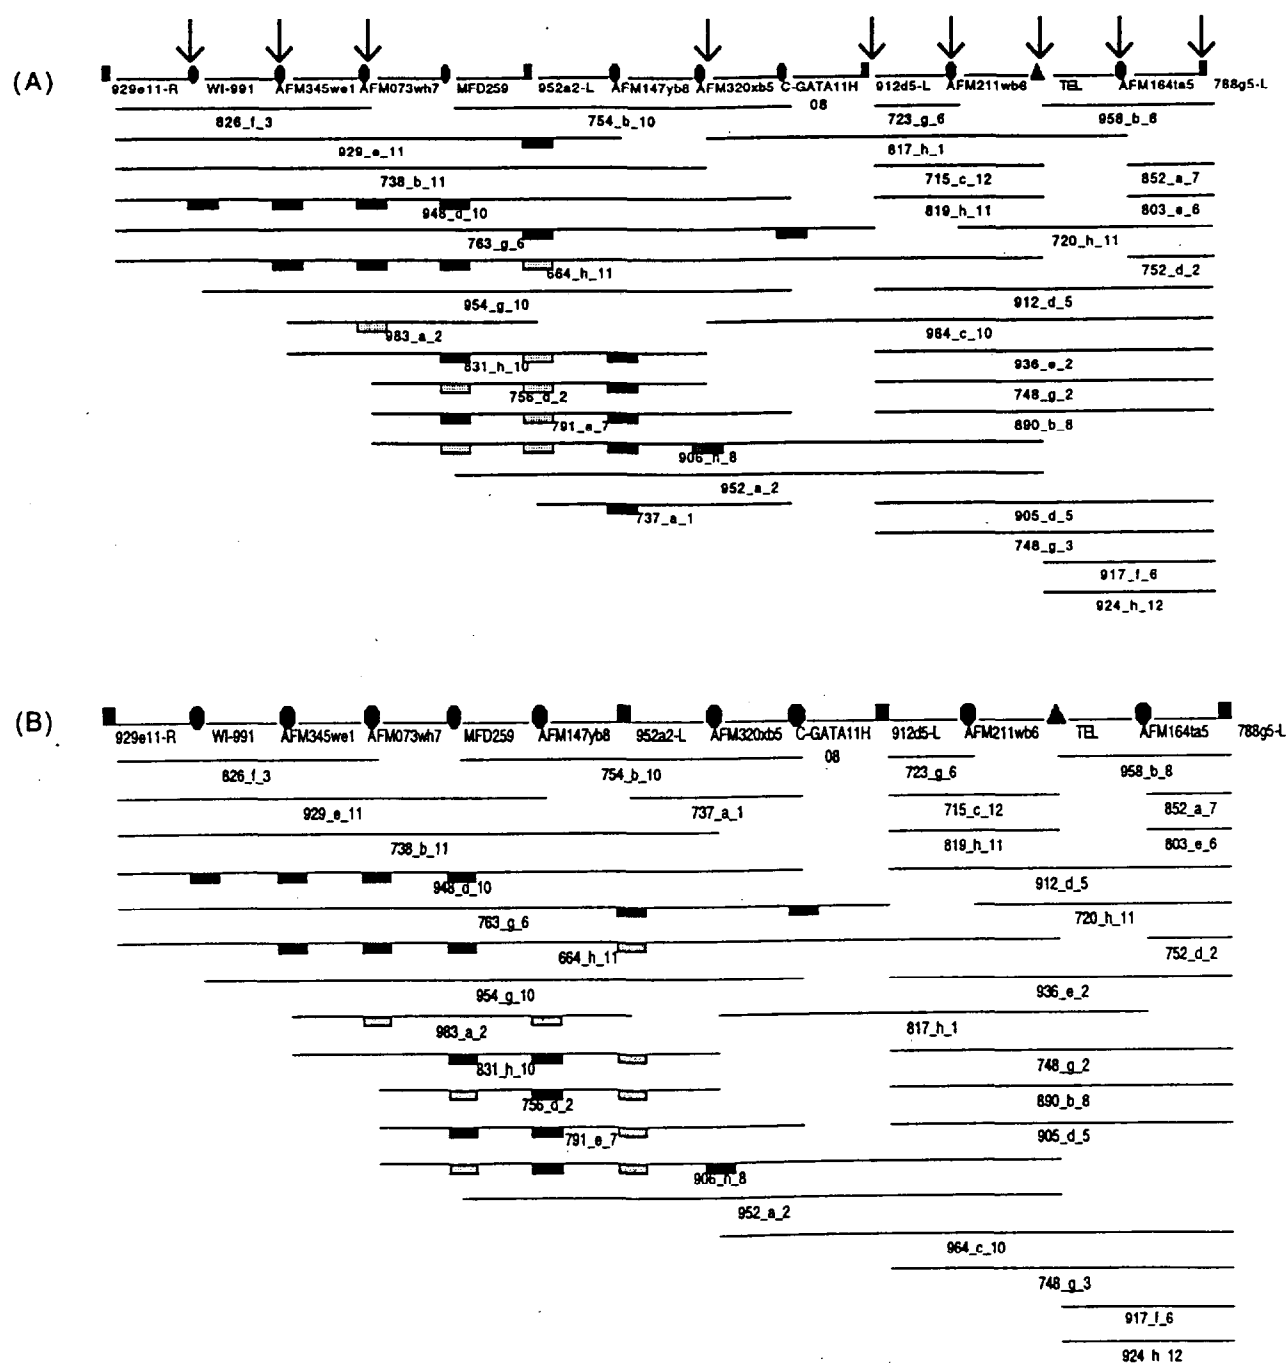 (A)
929e11-R WI-991 AFM345we1 AFM073wh7 MFD259 952a2-L AFM147yb8 AFM320xb5 C-GATA11H 912d5-L AFM211wb6 TEL AFM164ta5 788g5-L
08
826_f_3 754_b_10 723_g_6 958_b_6
929_e_11 817_h_1
738_b_11 715_c_12 852_a_7
948_d_10 819_h_11 803_e_6
763_g_6 720_h_11
664_h_11 752_d_2
954_g_10 912_d_5
983_a_2 964_c_10
831_h_10 936_e_2
756_d_2 748_g_2
791_e_7 890_b_8
906_h_8
952_a_2
737_a_1 905_d_5
748_g_3
917_f_6
924_h_12
(B)
929e11-R WI-991 AFM345we1 AFM073wh7 MFD259 AFM147yb8 952a2-L AFM320xb5 C-GATA11H 912d5-L AFM211wb6 TEL AFM164ta5 788g5-L
08
826_f_3 754_b_10 723_g_6 958_b_8
929_e_11 737_a_1 715_c_12 852_a_7
738_b_11 819_h_11 803_e_6
948_d_10 912_d_5
763_g_6 720_h_11
664_h_11 752_d_2
954_g_10 936_e_2
983_a_2 817_h_1
831_h_10 748_g_2
756_d_2 890_b_8
791_e_7 905_d_5
906_h_8
952_a_2
964_c_10
748_g_3
917_f_6
924_h_12